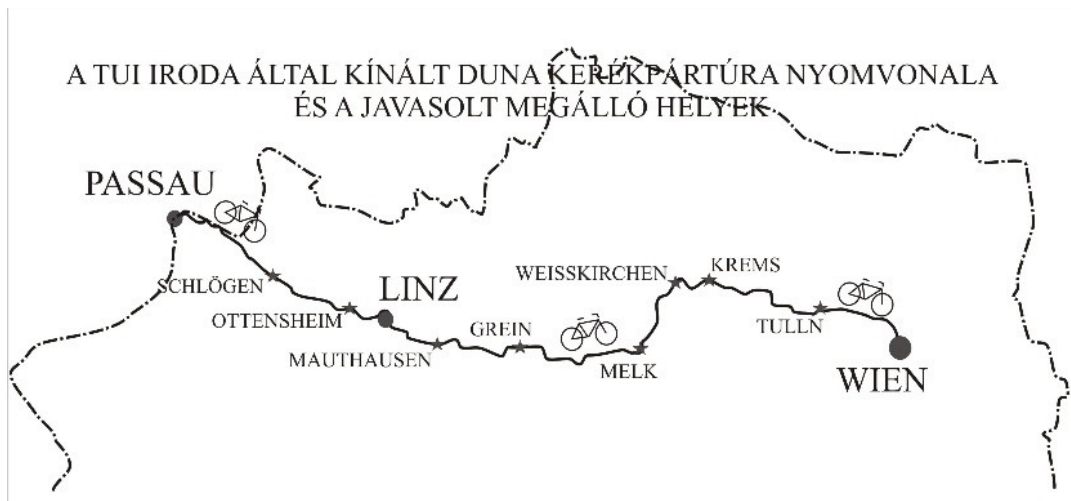 A TUI IRODA ÁLTAL KÍNÁLT DUNA KERÉKPÁRTÚRA NYOMVONALA
ÉS A JAVASOLT MEGÁLLÓ HELYEK
PASSAU
SCHLÖGEN
OTTENSHEIM
LINZ
MAUTHAUSEN
GREIN
MELK
WEISSKIRCHEN
KREMS
TULLN
WIEN